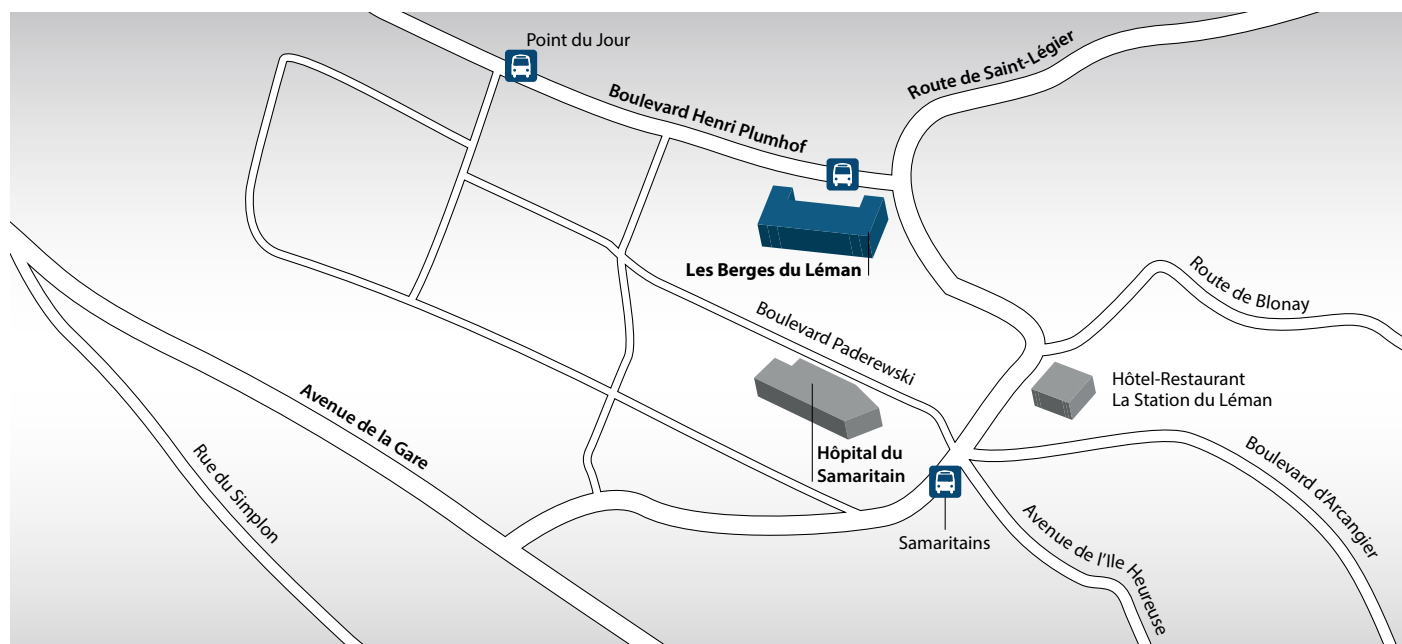 Point du Jour
Boulevard Henri Plumhof
Route de Saint-Légier
Les Berges du Léman
Route de Blonay
Boulevard Paderewski
Hôtel-Restaurant
La Station du Léman
Avenue de la Gare
Rue du Simplon
Hôpital du
Samaritain
Boulevard d'Arcangier
Samaritains
Avenue de l'Ile Heureuse